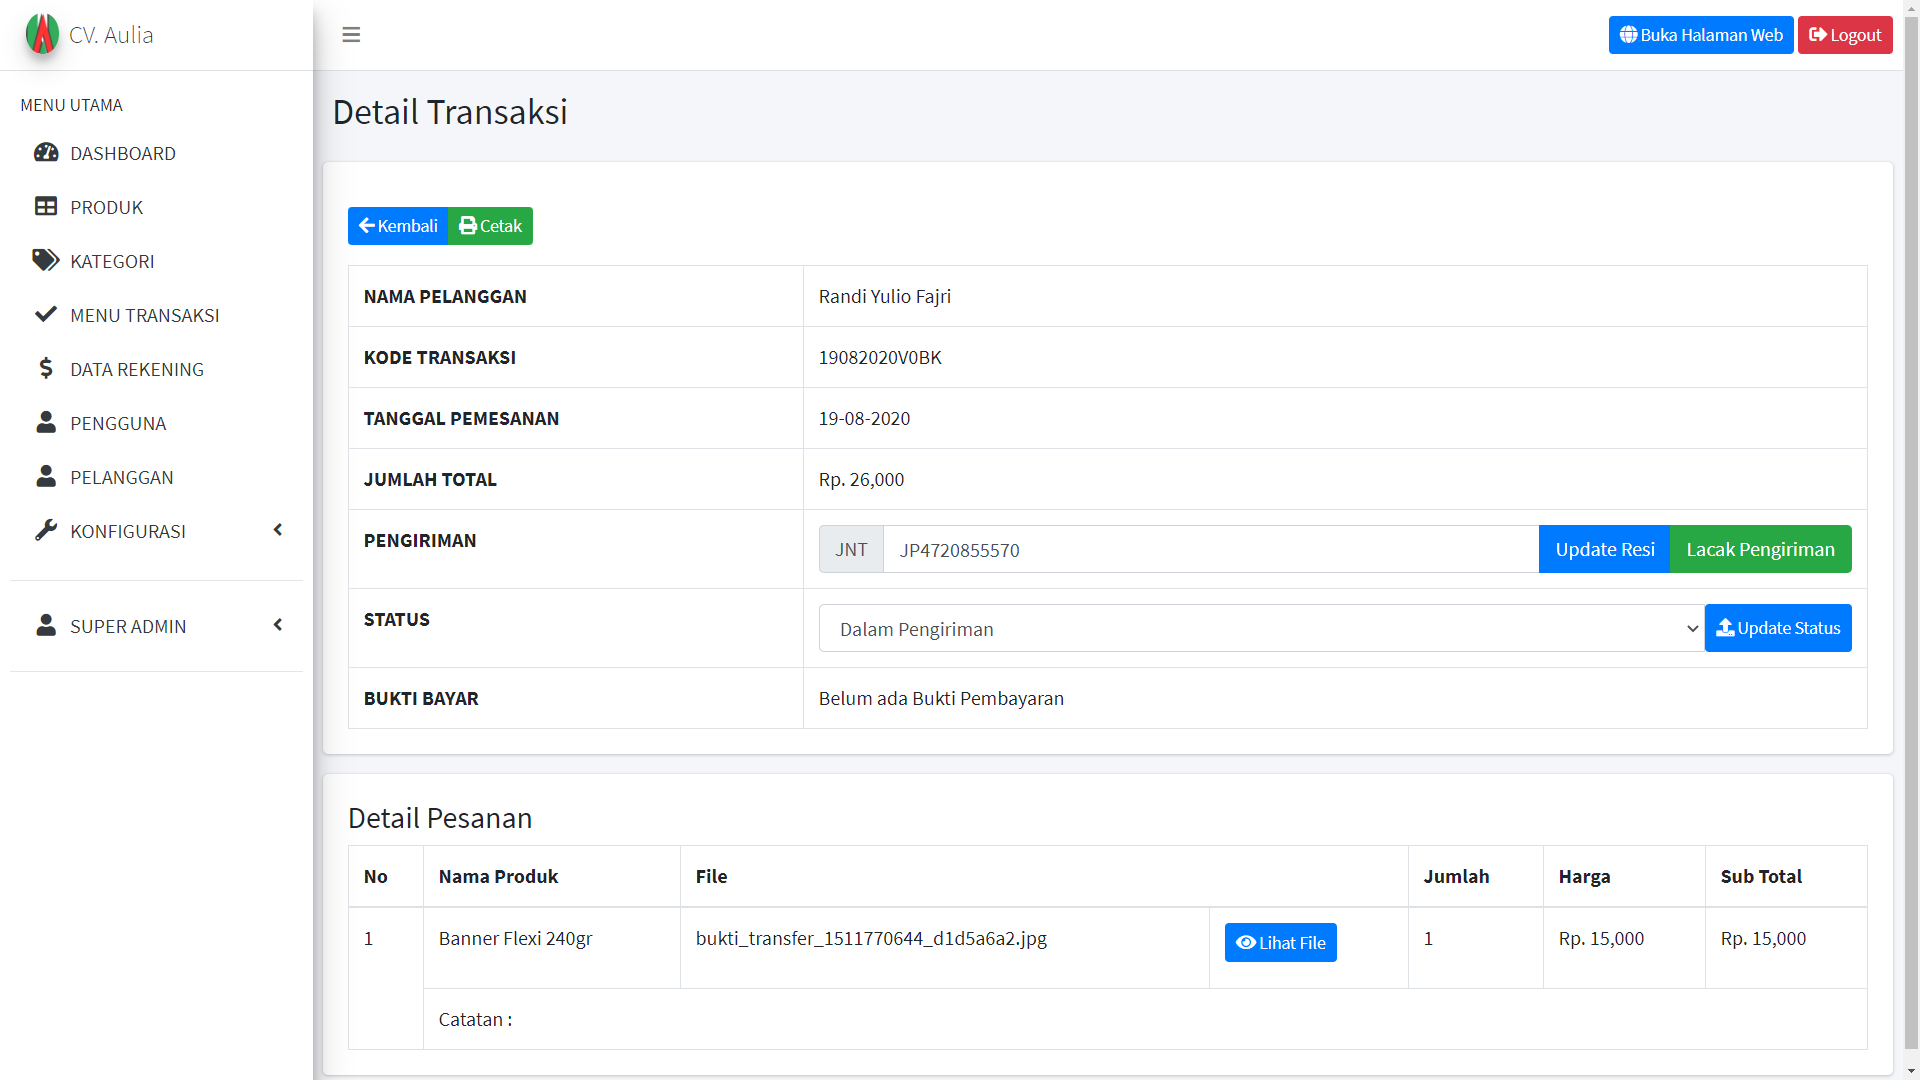 CV. Aulia
Buka Halaman Web
Logout
MENU UTAMA
DASHBOARD
PRODUK
KATEGORI
MENU TRANSAKSI
DATA REKENING
PENGGUNA
PELANGGAN
KONFIGURASI
SUPER ADMIN
Detail Transaksi
Kembali Cetak
NAMA PELANGGAN Randi Yulio Fajri
KODE TRANSAKSI 19082020V0BK
TANGGAL PEMESANAN 19-08-2020
JUMLAH TOTAL Rp. 26,000
PENGIRIMAN JNT JP4720855570 Update Resi Lacak Pengiriman
STATUS Dalam Pengiriman Update Status
BUKTI BAYAR Belum ada Bukti Pembayaran
Detail Pesanan
No Nama Produk File Jumlah Harga Sub Total
1 Banner Flexi 240gr bukti_transfer_1511770644_d1d5a6a2.jpg Lihat File 1 Rp. 15,000 Rp. 15,000
Catatan :